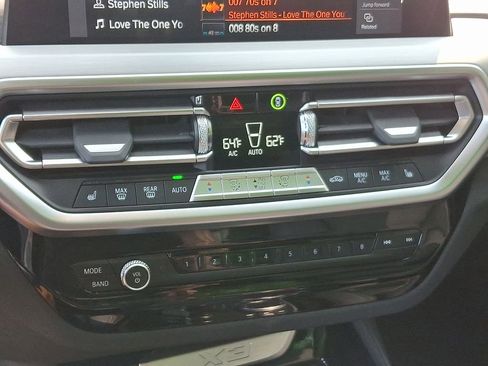 Stephen Stills
007 70s on 7
Love The One You
Stephen Stills - Love The One You
008 80s on 8
Jump forward
Related
64°F
A/C
AUTO
62°F
MAX
REAR
AUTO
MENU
A/C
MAX
A/C
MODE
BAND
VOL
1 2 3 4 5 6 7 8
X3